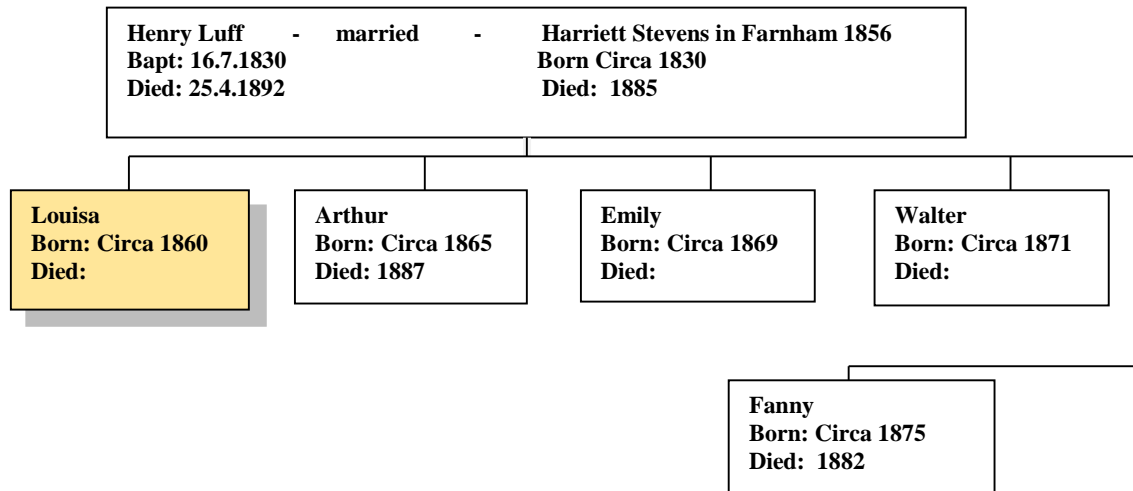 Henry Luff - married - Harriett Stevens in Farnham 1856
Bapt: 16.7.1830 Born Circa 1830
Died: 25.4.1892 Died: 1885
Louisa
Born: Circa 1860
Died:
Arthur
Born: Circa 1865
Died: 1887
Emily
Born: Circa 1869
Died:
Walter
Born: Circa 1871
Died:
Fanny
Born: Circa 1875
Died: 1882